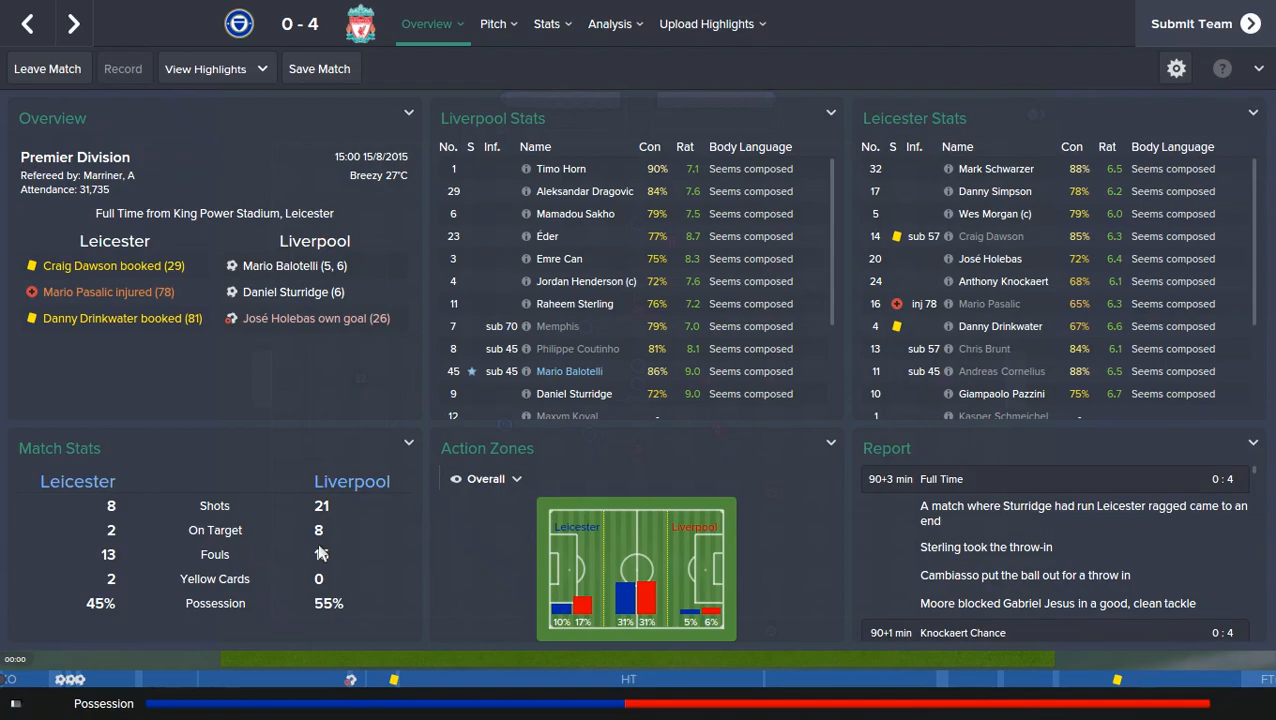 0 - 4
Overview
Pitch
Stats
Analysis
Upload Highlights
Submit Team
Leave Match
Record
View Highlights
Save Match
?
Overview
Premier Division
15:00 15/8/2015
Refereed by: Marriner, A
Breezy 27°C
Attendance: 31,735
Full Time from King Power Stadium, Leicester
Leicester
Liverpool
Craig Dawson booked (29)
Mario Balotelli (5, 6)
Mario Pasalic injured (78)
Daniel Sturridge (6)
Danny Drinkwater booked (81)
José Holebas own goal (26)
Liverpool Stats
No. S Inf. Name Con Rat Body Language
1 Timo Horn 90% 7.1 Seems composed
29 Aleksandar Dragovic 84% 7.6 Seems composed
6 Mamadou Sakho 79% 7.5 Seems composed
23 Éder 77% 8.7 Seems composed
3 Emre Can 75% 8.3 Seems composed
4 Jordan Henderson (c) 72% 7.6 Seems composed
11 Raheem Sterling 76% 7.2 Seems composed
7 sub 70 Memphis 79% 7.0 Seems composed
8 sub 45 Philippe Coutinho 81% 8.1 Seems composed
45 sub 45 Mario Balotelli 86% 9.0 Seems composed
9 Daniel Sturridge 72% 9.0 Seems composed
12 Maxym Koval -
Leicester Stats
No. S Inf. Name Con Rat Body Language
32 Mark Schwarzer 88% 6.5 Seems composed
17 Danny Simpson 78% 6.2 Seems composed
5 Wes Morgan (c) 79% 6.0 Seems composed
14 sub 57 Craig Dawson 85% 6.3 Seems composed
20 José Holebas 72% 6.4 Seems composed
24 Anthony Knockaert 68% 6.1 Seems composed
16 inj 78 Mario Pasalic 65% 6.3 Seems composed
4 Danny Drinkwater 67% 6.6 Seems composed
13 sub 57 Chris Brunt 84% 6.1 Seems composed
11 sub 45 Andreas Cornelius 88% 6.5 Seems composed
10 Giampaolo Pazzini 75% 6.7 Seems composed
1 Kasper Schmeichel -
Match Stats
Leicester Liverpool
8 Shots 21
2 On Target 8
13 Fouls
2 Yellow Cards 0
45% Possession 55%
Action Zones
Overall
Leicester Liverpool
10% 17% 31% 31% 5% 6%
Report
90+3 min Full Time 0 : 4
A match where Sturridge had run Leicester ragged came to an
end
Sterling took the throw-in
Cambiasso put the ball out for a throw in
Moore blocked Gabriel Jesus in a good, clean tackle
90+1 min Knockaert Chance 0 : 4
00:00
HT
FT
Possession